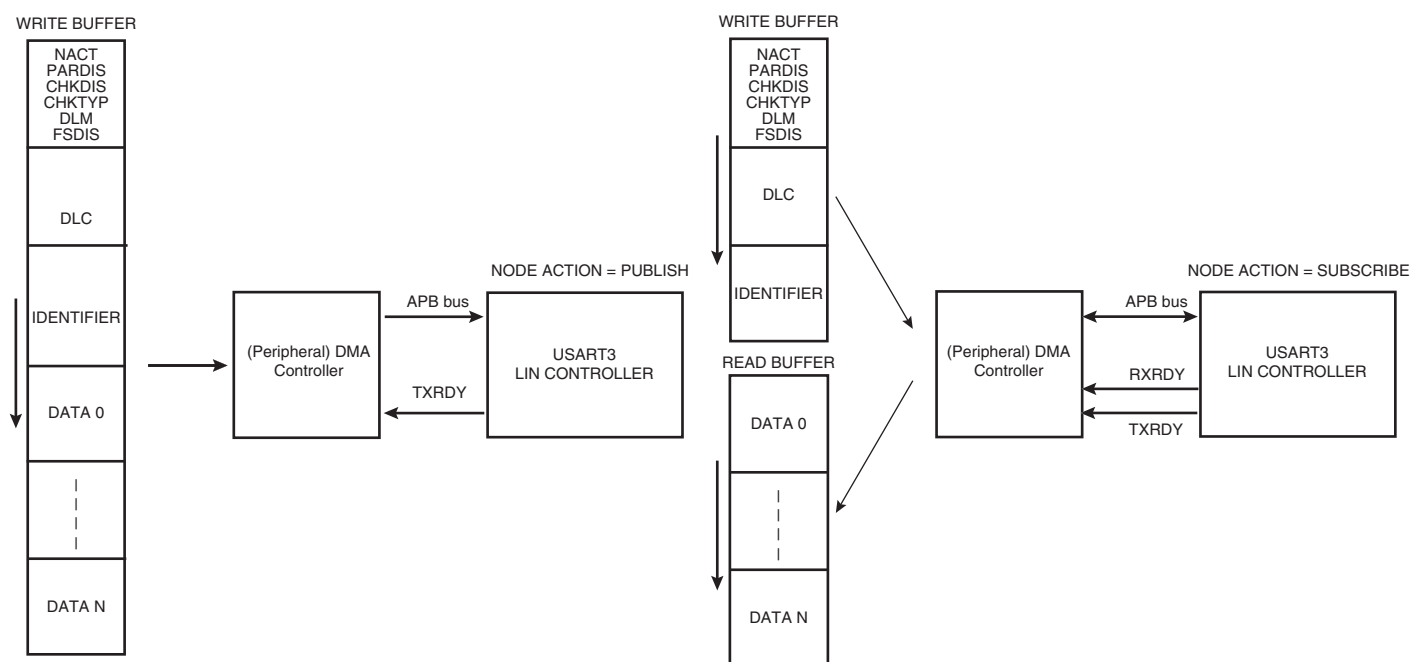 WRITE BUFFER
NACT
PARDIS
CHKDIS
CHKTYP
DLM
FSDIS
DLC
IDENTIFIER
DATA 0
DATA N
(Peripheral) DMA
Controller
APB bus
TXRDY
NODE ACTION = PUBLISH
USART3
LIN CONTROLLER
WRITE BUFFER
NACT
PARDIS
CHKDIS
CHKTYP
DLM
FSDIS
DLC
IDENTIFIER
READ BUFFER
DATA 0
DATA N
(Peripheral) DMA
Controller
APB bus
RXRDY
TXRDY
NODE ACTION = SUBSCRIBE
USART3
LIN CONTROLLER